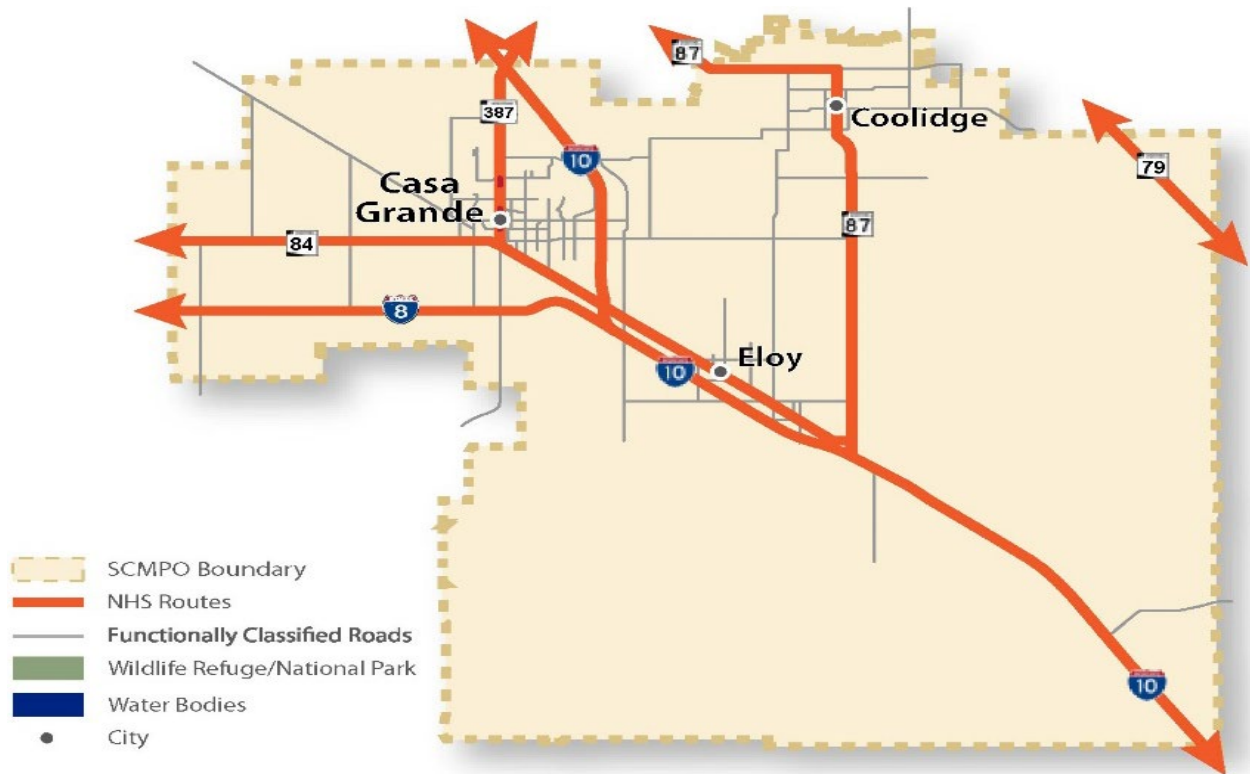 87
Coolidge
387
10
79
Casa
Grande
87
84
8
Eloy
10
10
SCMPO Boundary
NHS Routes
Functionally Classified Roads
Wildlife Refuge/National Park
Water Bodies
City